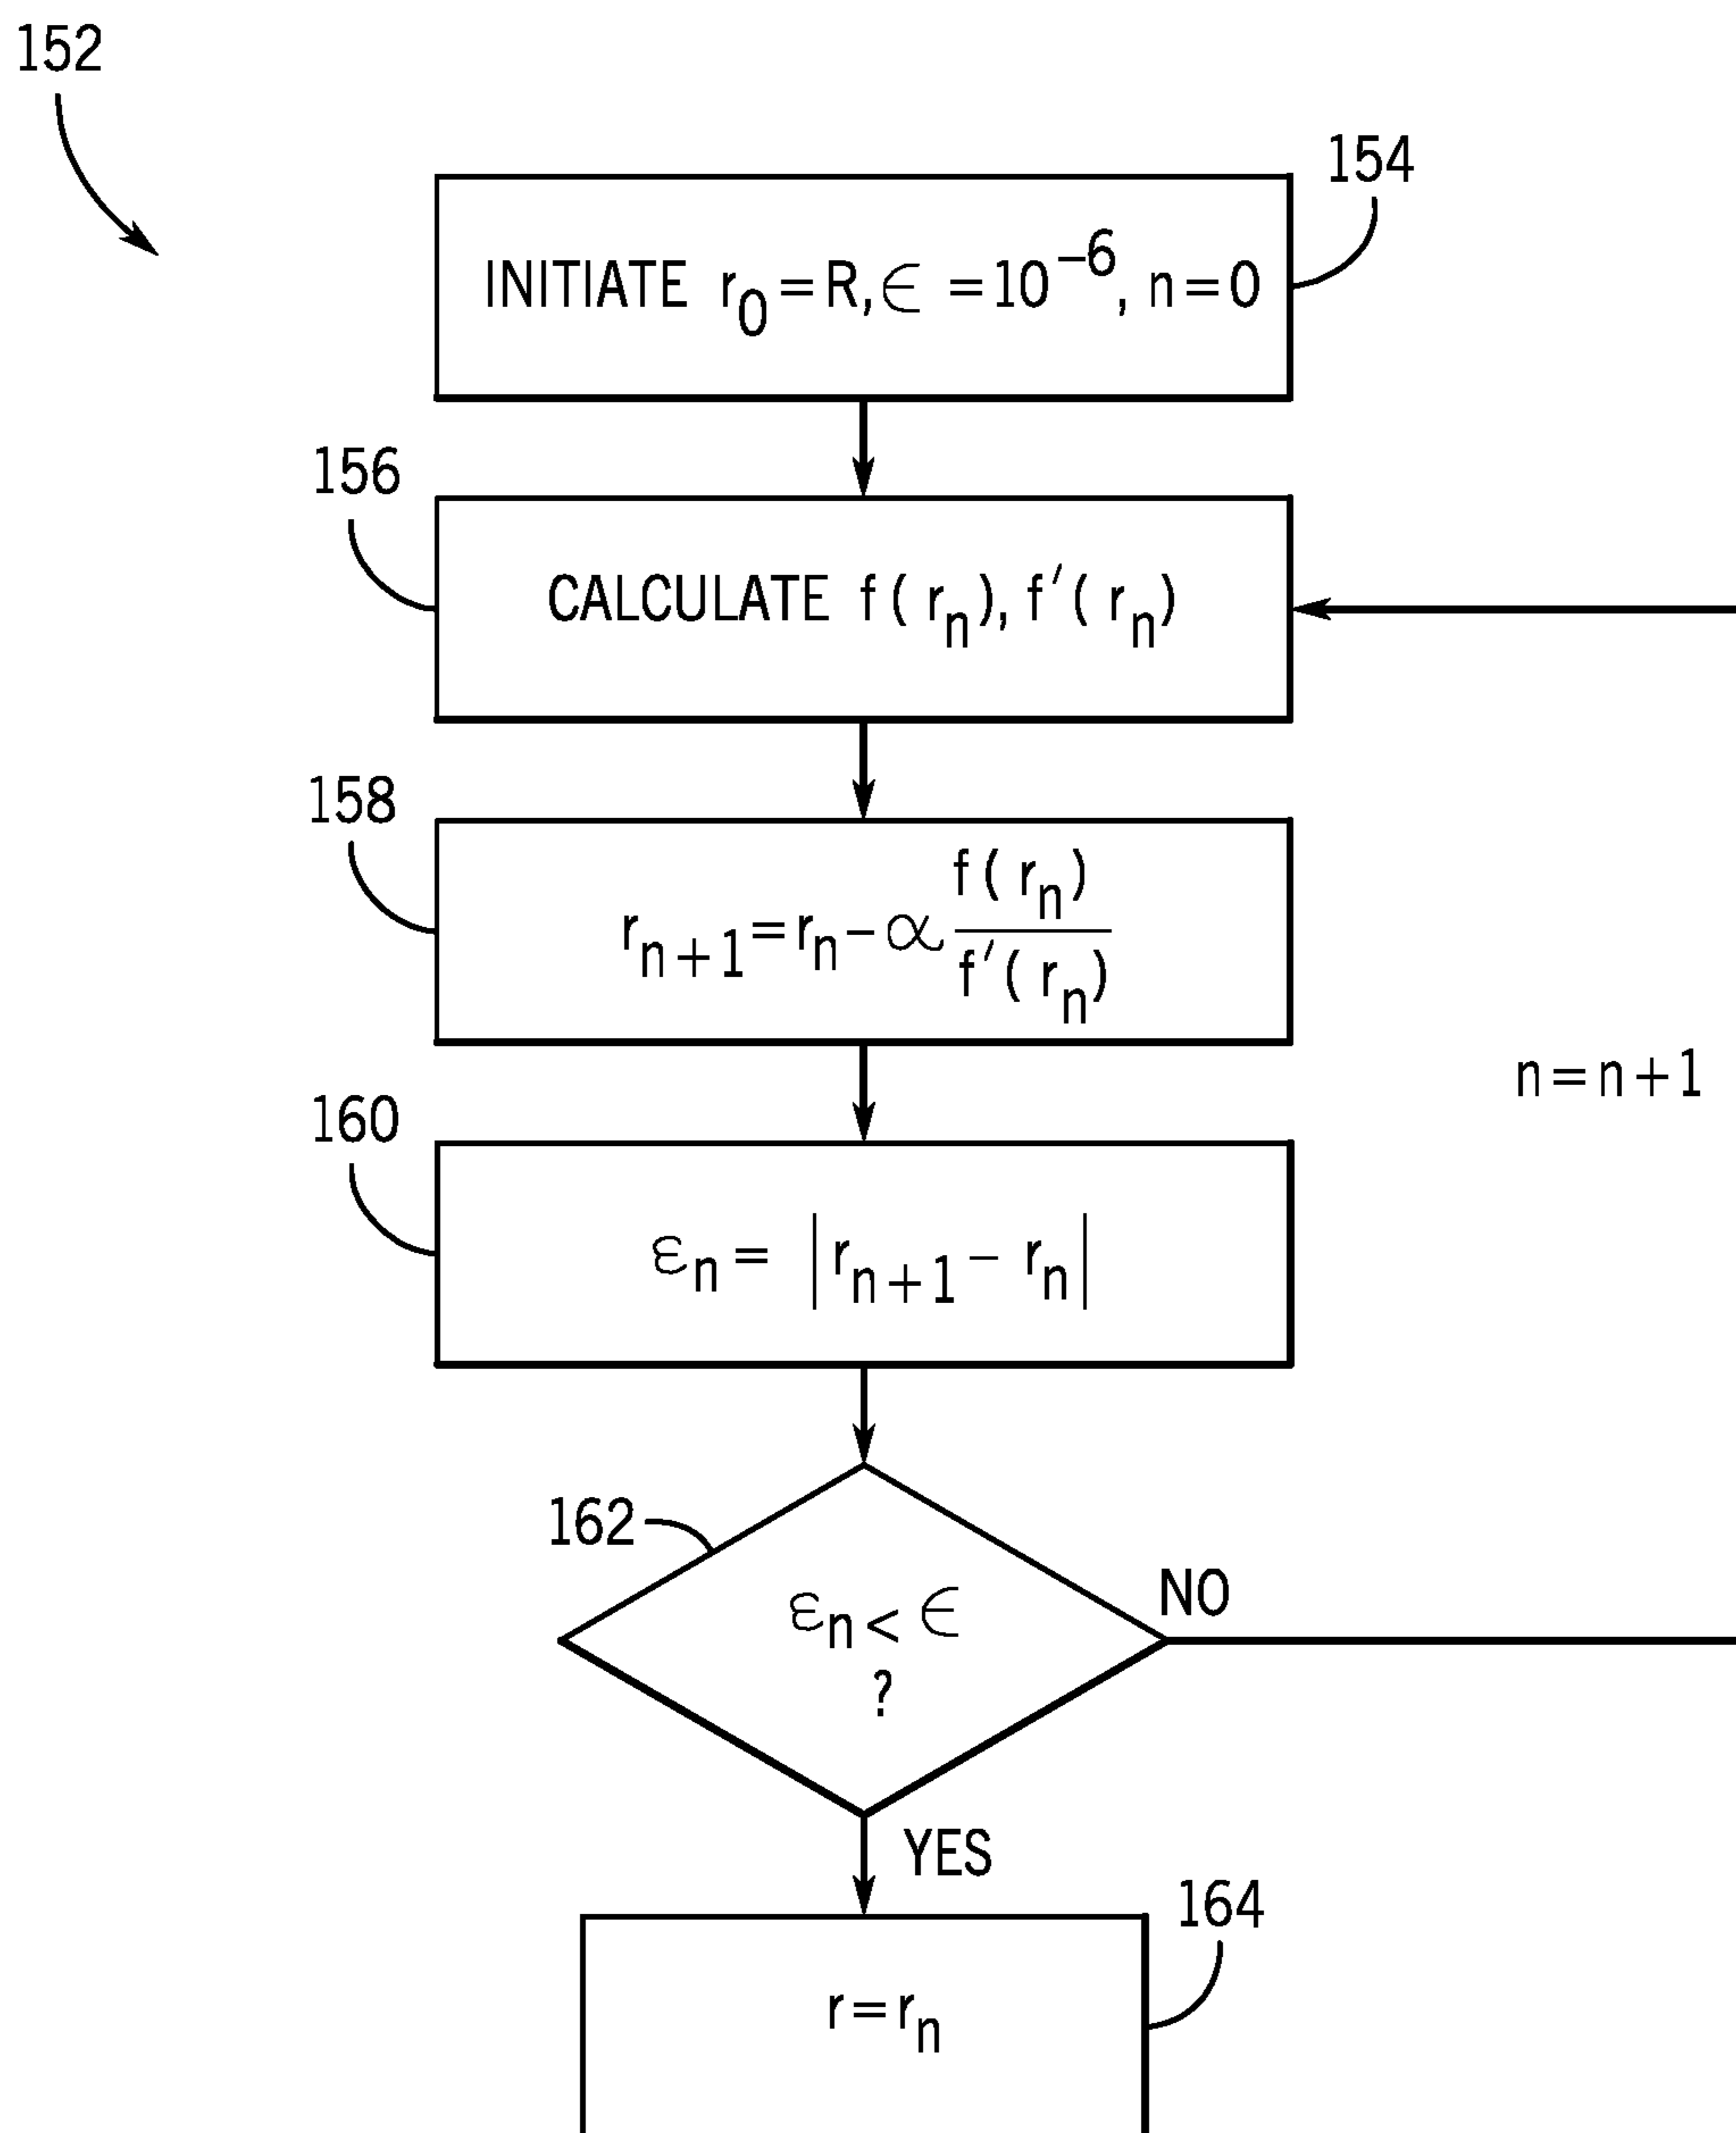 152
154
INITIATE r₀=R,∈ =10⁻⁶, n=0
156
CALCULATE f(rₙ), f′(rₙ)
158
rₙ₊₁=rₙ-∝ f(rₙ)/f′(rₙ)
n=n+1
160
εₙ= |rₙ₊₁- rₙ|
162
NO
εₙ< ∈
?
YES
164
r=rₙ